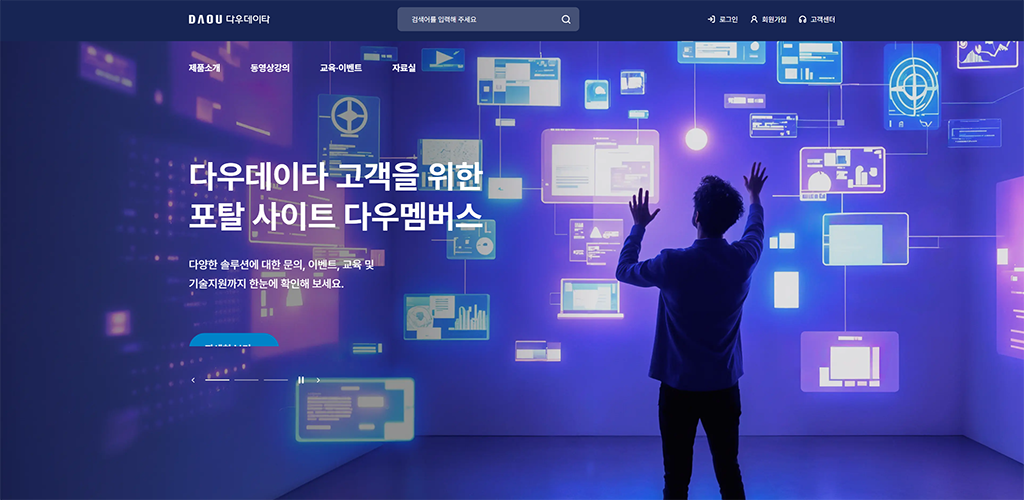 DAOU 다우데이타
검색어를 입력해 주세요
로그인
회원가입
고객센터
제품소개
동영상강의
교육·이벤트
자료실
다우데이타 고객을 위한
포탈 사이트 다우멤버스
다양한 솔루션에 대한 문의, 이벤트, 교육 및
기술지원까지 한눈에 확인해 보세요.